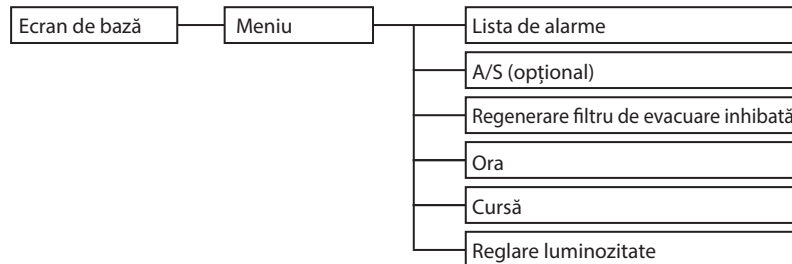 Ecran de bază
Meniu
Lista de alarme
A/S (opțional)
Regenerare filtru de evacuare inhibată
Ora
Cursă
Reglare luminozitate